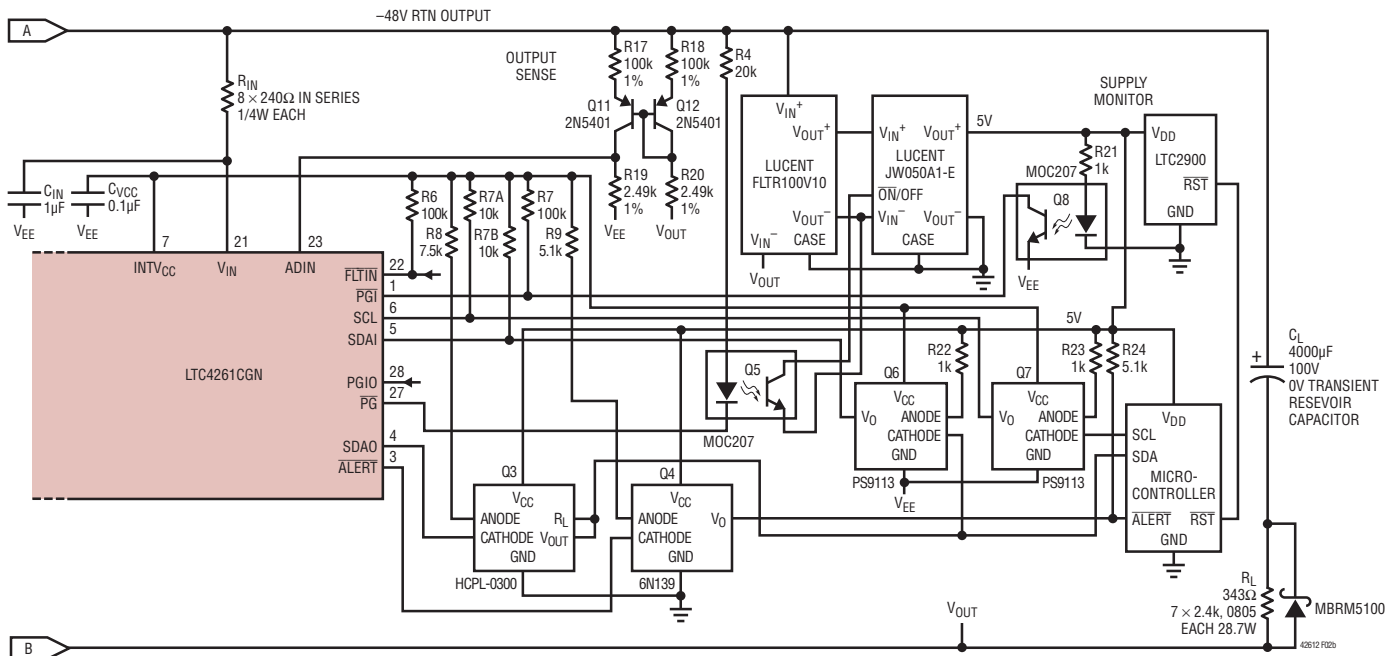 A
–48V RTN OUTPUT
R_IN
8 × 240Ω IN SERIES
1/4W EACH
OUTPUT
SENSE
R17
100k
1%
R18
100k
1%
R4
20k
Q11
2N5401
Q12
2N5401
R19
2.49k
1%
R20
2.49k
1%
V_EE
V_OUT
C_IN
1µF
V_EE
C_VCC
0.1µF
V_EE
R6
100k
R8
7.5k
R7A
10k
R7B
10k
R7
100k
R9
5.1k
V_IN+
V_OUT+
LUCENT
FLTR100V10
V_OUT–
V_IN–
CASE
V_OUT
V_IN+
V_OUT+
LUCENT
JW050A1-E
O̅N̅/OFF
V_IN–
V_OUT–
CASE
5V
SUPPLY
MONITOR
V_DD
LTC2900
R̅S̅T̅
GND
R21
1k
MOC207
Q8
V_EE
7
21
23
INTV_CC
V_IN
ADIN
F̅L̅T̅I̅N̅
22
P̅G̅I̅
1
SCL
6
SDAI
5
LTC4261CGN
PGIO
28
P̅G̅
27
SDAO
4
A̅L̅E̅R̅T̅
3
Q5
MOC207
5V
R22
1k
R23
1k
R24
5.1k
Q6
V_CC
V_O
ANODE
CATHODE
GND
PS9113
V_EE
Q7
V_CC
V_O
ANODE
CATHODE
GND
PS9113
V_DD
SCL
SDA
MICRO-
CONTROLLER
A̅L̅E̅R̅T̅
R̅S̅T̅
GND
C_L
4000µF
100V
0V TRANSIENT
RESEVOIR
CAPACITOR
+
Q3
V_CC
ANODE
R_L
CATHODE
V_OUT
GND
HCPL-0300
Q4
V_CC
ANODE
V_O
CATHODE
GND
6N139
R_L
343Ω
7 × 2.4k, 0805
EACH 28.7W
MBRM5100
V_OUT
B
42612 F02b